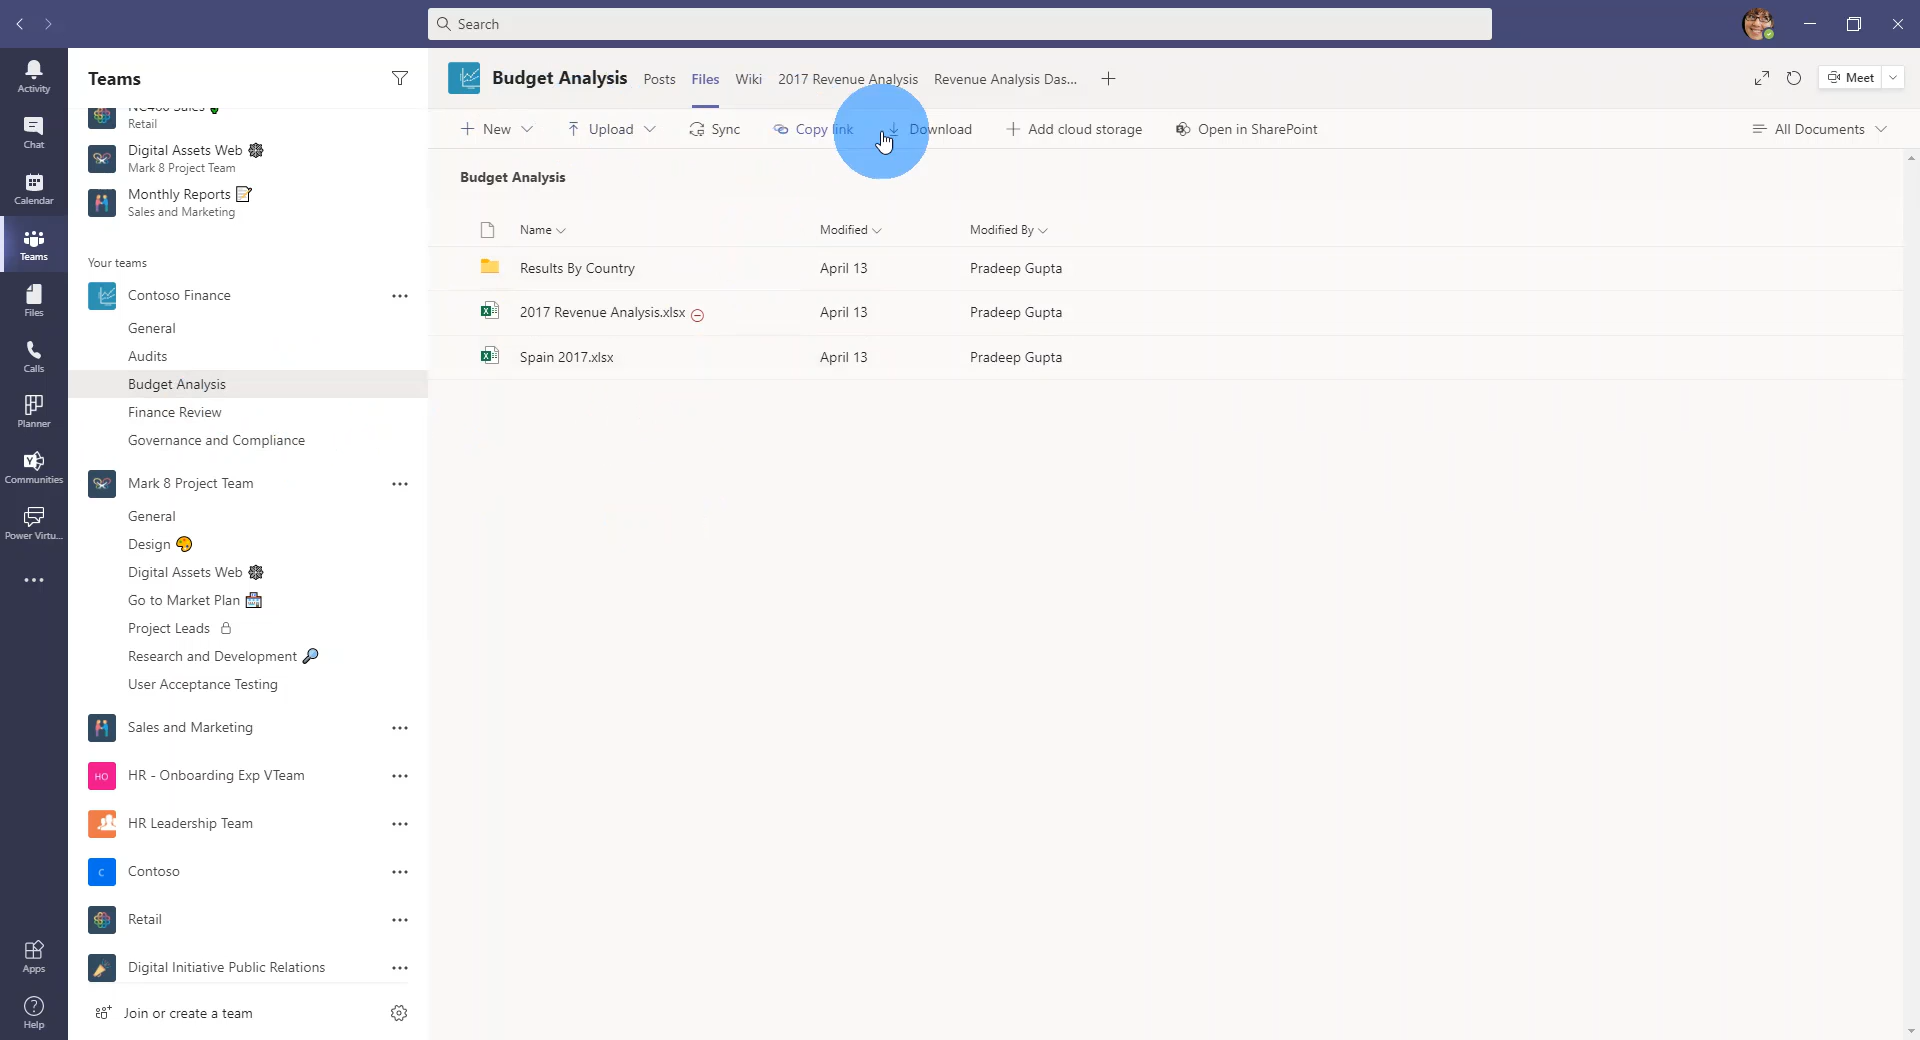 Search
Activity
Chat
Calendar
Teams
Files
Calls
Planner
Communities
Power Virtu...
Apps
Help
Teams
NC460 Sales
Retail
Digital Assets Web
Mark 8 Project Team
Monthly Reports
Sales and Marketing
Your teams
Contoso Finance
General
Audits
Budget Analysis
Finance Review
Governance and Compliance
Mark 8 Project Team
General
Design
Digital Assets Web
Go to Market Plan
Project Leads
Research and Development
User Acceptance Testing
Sales and Marketing
HO HR - Onboarding Exp VTeam
HR Leadership Team
C Contoso
Retail
Digital Initiative Public Relations
Join or create a team
Budget Analysis Posts Files Wiki 2017 Revenue Analysis Revenue Analysis Das... Meet
New Upload Sync Copy link Download Add cloud storage Open in SharePoint All Documents
Budget Analysis
Name Modified Modified By
Results By Country April 13 Pradeep Gupta
2017 Revenue Analysis.xlsx April 13 Pradeep Gupta
Spain 2017.xlsx April 13 Pradeep Gupta